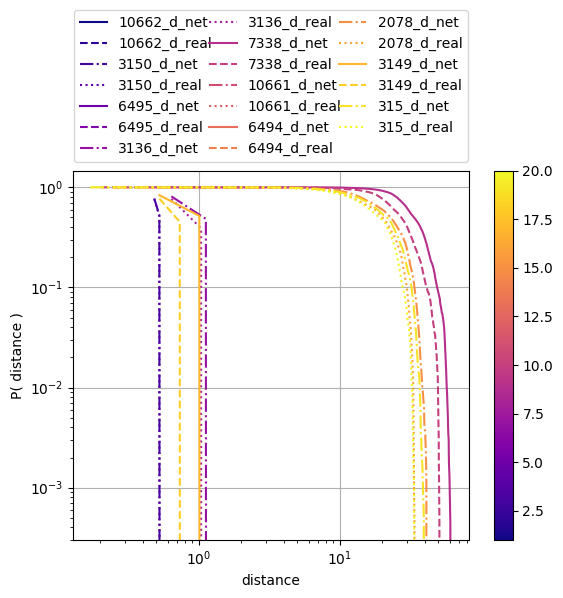 10662_d_net
10662_d_real
3150_d_net
3150_d_real
6495_d_net
6495_d_real
3136_d_net
3136_d_real
7338_d_net
7338_d_real
10661_d_net
10661_d_real
6494_d_net
6494_d_real
2078_d_net
2078_d_real
3149_d_net
3149_d_real
315_d_net
315_d_real
P( distance )
10⁰
10⁻¹
10⁻²
10⁻³
10⁰
10¹
distance
20.0
17.5
15.0
12.5
10.0
7.5
5.0
2.5